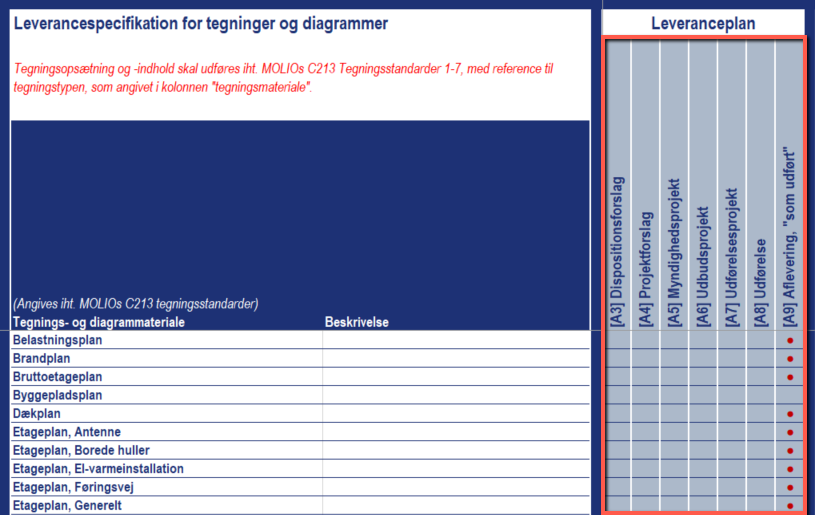 Leverancespecifikation for tegninger og diagrammer
Leveranceplan
Tegningsopsætning og -indhold skal udføres iht. MOLIOs C213 Tegningsstandarder 1-7, med reference til
tegningstypen, som angivet i kolonnen "tegningsmateriale".
[A3] Dispositionsforslag
[A4] Projektforslag
[A5] Myndighedsprojekt
[A6] Udbudsprojekt
[A7] Udførelsesprojekt
[A8] Udførelse
[A9] Aflevering, "som udført"
(Angives iht. MOLIOs C213 tegningsstandarder)
Tegnings- og diagrammateriale Beskrivelse
Belastningsplan
Brandplan
Bruttoetageplan
Byggepladsplan
Dækplan
Etageplan, Antenne
Etageplan, Borede huller
Etageplan, El-varmeinstallation
Etageplan, Føringsvej
Etageplan, Generelt